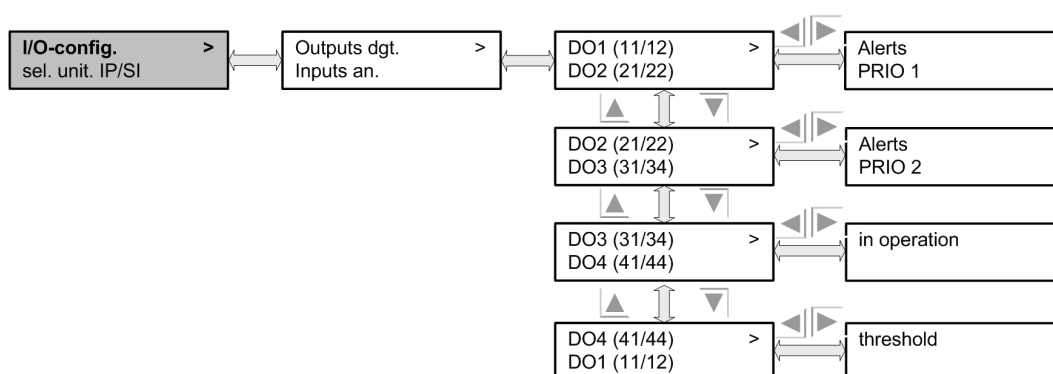 I/O-config. >
sel. unit. IP/SI
Outputs dgt. >
Inputs an.
DO1 (11/12) >
DO2 (21/22)
Alerts
PRIO 1
DO2 (21/22) >
DO3 (31/34)
Alerts
PRIO 2
DO3 (31/34) >
DO4 (41/44)
in operation
DO4 (41/44) >
DO1 (11/12)
threshold